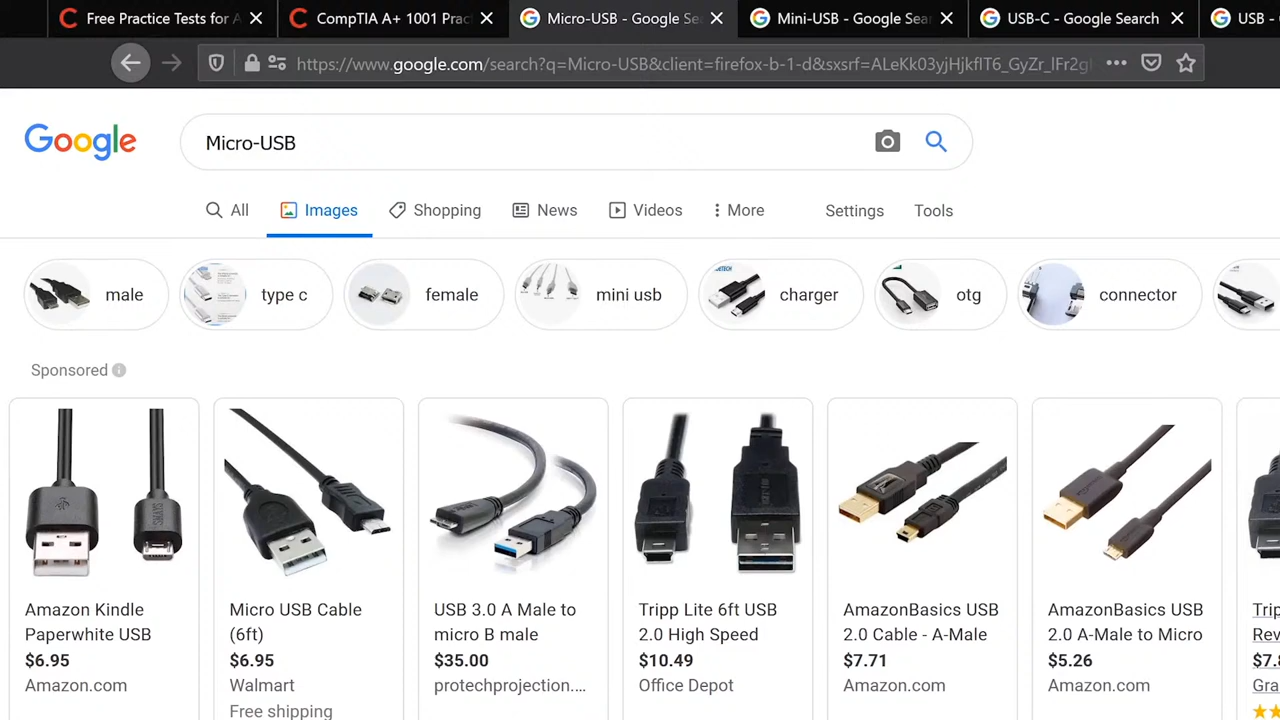 Free Practice Tests for A
CompTIA A+ 1001 Prac
Micro-USB - Google Se
Mini-USB - Google Sear
USB-C - Google Search
USB -
https://www.google.com/search?q=Micro-USB&client=firefox-b-1-d&sxsrf=ALeKk03yjHjkfIT6_GyZr_lFr2g
Google
Micro-USB
All
Images
Shopping
News
Videos
More
Settings
Tools
male
type c
female
mini usb
charger
otg
connector
Sponsored
Amazon Kindle
Paperwhite USB
$6.95
Amazon.com
Micro USB Cable
(6ft)
$6.95
Walmart
Free shipping
USB 3.0 A Male to
micro B male
$35.00
protechprojection....
Tripp Lite 6ft USB
2.0 High Speed
$10.49
Office Depot
AmazonBasics USB
2.0 Cable - A-Male
$7.71
Amazon.com
AmazonBasics USB
2.0 A-Male to Micro
$5.26
Amazon.com
Trip
Rev
$7.8
Gra